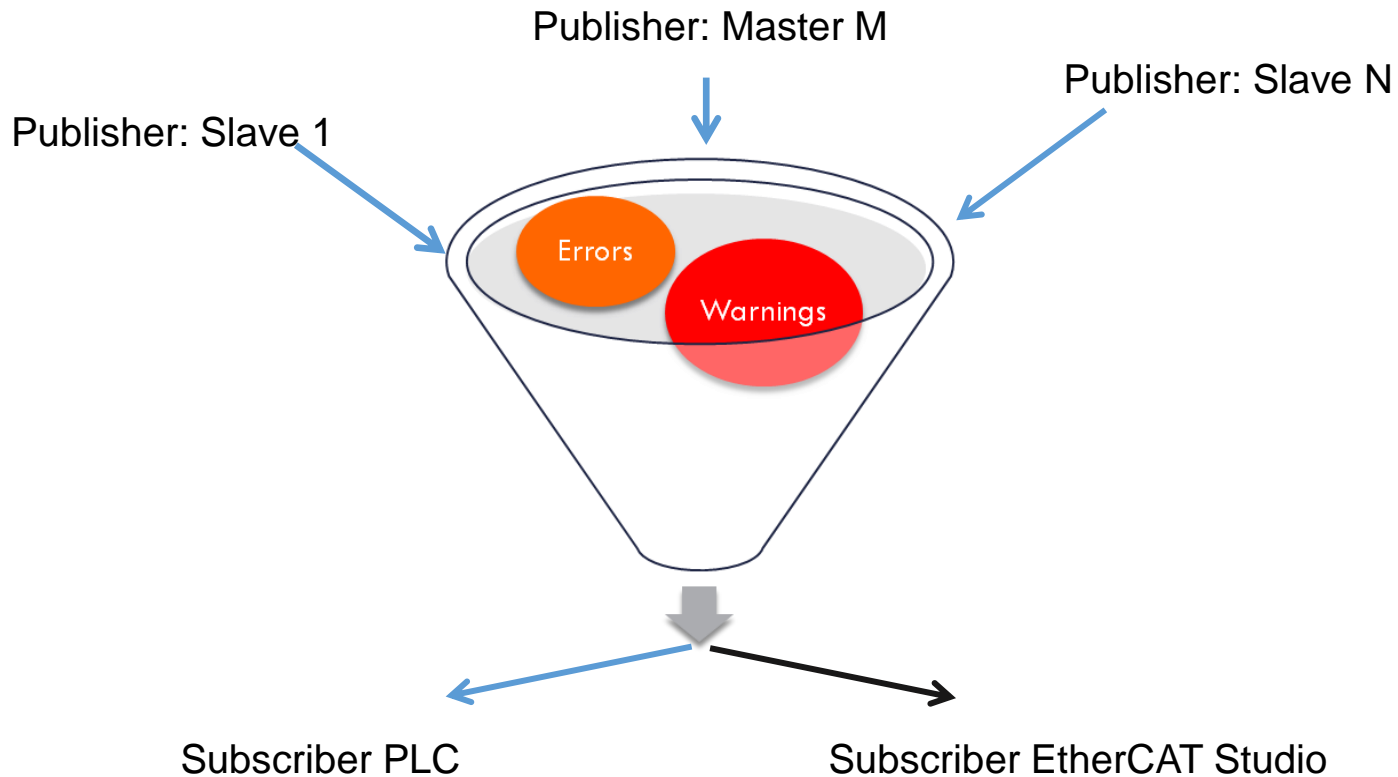 Publisher: Master M
Publisher: Slave N
Publisher: Slave 1
Errors
Warnings
Subscriber PLC
Subscriber EtherCAT Studio